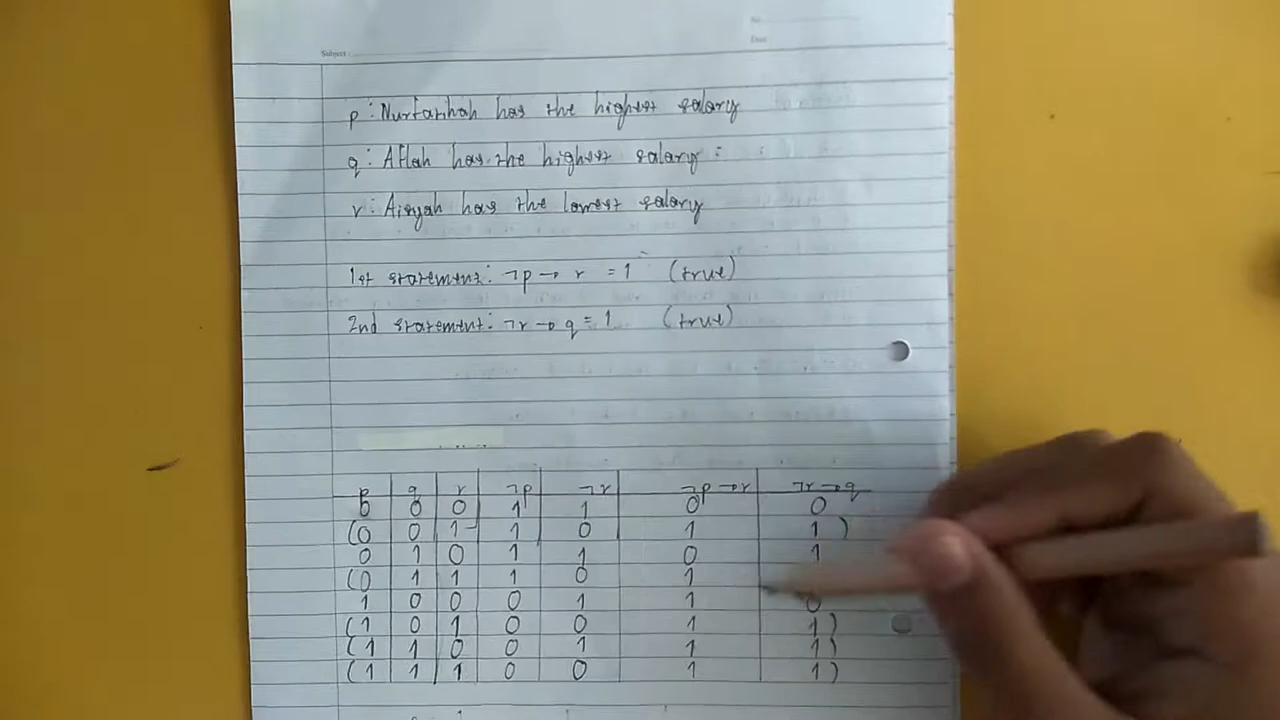 No.
Date
Subject :
p : Nurfarihah has the highest salary
q : Aflah has the highest salary :
r : Aisyah has the lowest salary
1st statement : ¬p → r = 1 (true)
2nd statement : ¬r → q = 1 (true)
p q r ¬p ¬r ¬p → r ¬r → q
0 0 0 1 1 0 0
(0 0 1 1 0 1 1 )
0 1 0 1 1 0 1
(0 1 1 1 0 1
1 0 0 0 1 1 0
(1 0 1 0 0 1 1)
(1 1 0 0 1 1 1)
(1 1 1 0 0 1 1)